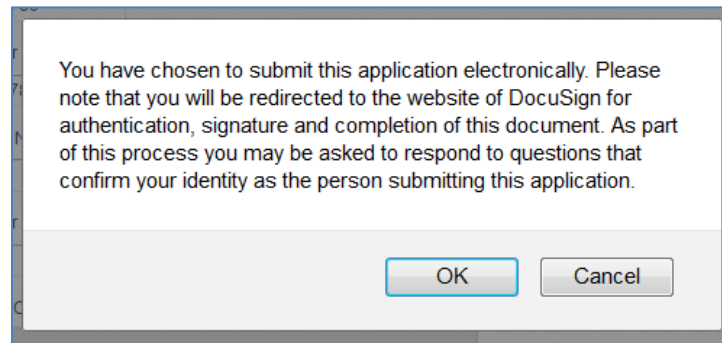 You have chosen to submit this application electronically. Please
note that you will be redirected to the website of DocuSign for
authentication, signature and completion of this document. As part
of this process you may be asked to respond to questions that
confirm your identity as the person submitting this application.
OK
Cancel